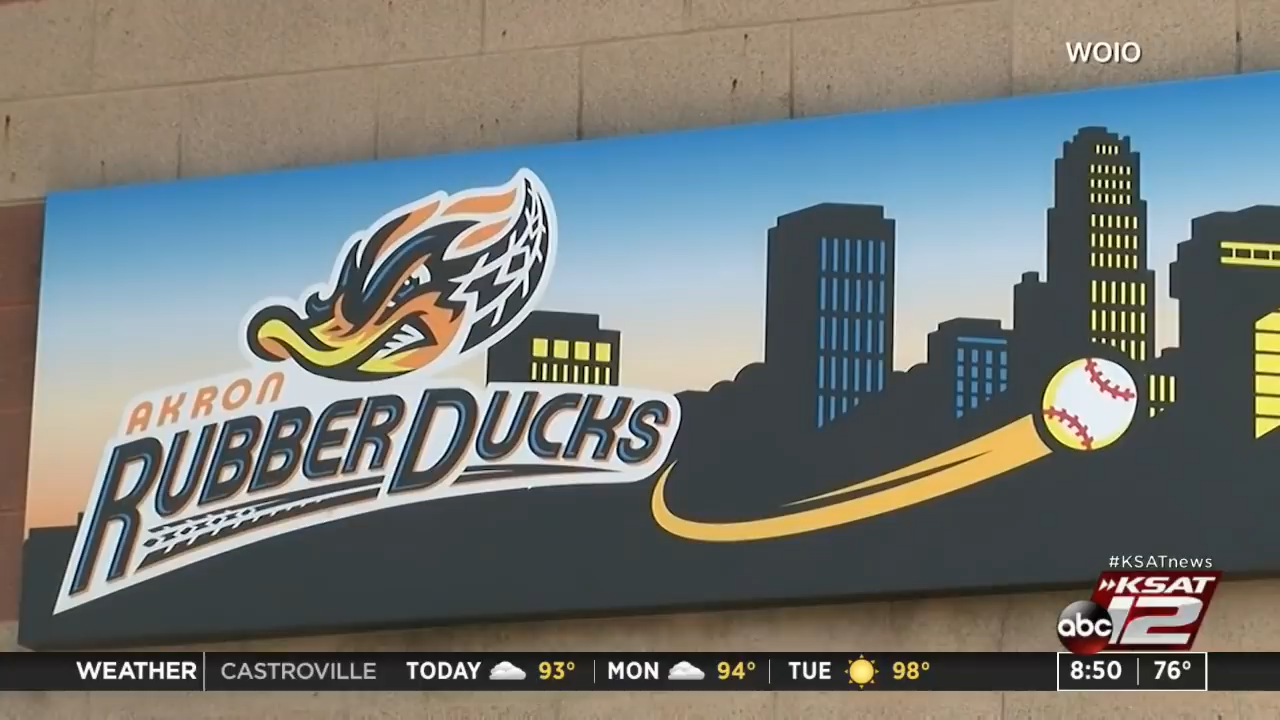 WOIO
AKRON
RUBBERDUCKS
#KSATnews
KSAT
abc 12
WEATHER CASTROVILLE TODAY 93° MON 94° TUE 98° 8:50 76°